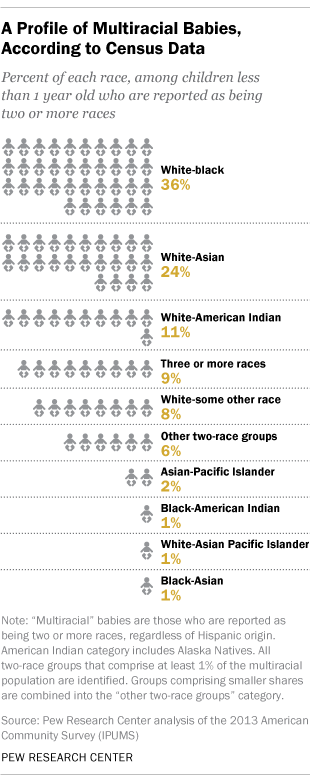 A Profile of Multiracial Babies,
According to Census Data
Percent of each race, among children less
than 1 year old who are reported as being
two or more races
White-black
36%
White-Asian
24%
White-American Indian
11%
Three or more races
9%
White-some other race
8%
Other two-race groups
6%
Asian-Pacific Islander
2%
Black-American Indian
1%
White-Asian Pacific Islander
1%
Black-Asian
1%
Note: “Multiracial” babies are those who are reported as
being two or more races, regardless of Hispanic origin.
American Indian category includes Alaska Natives. All
two-race groups that comprise at least 1% of the multiracial
population are identified. Groups comprising smaller shares
are combined into the “other two-race groups” category.
Source: Pew Research Center analysis of the 2013 American
Community Survey (IPUMS)
PEW RESEARCH CENTER